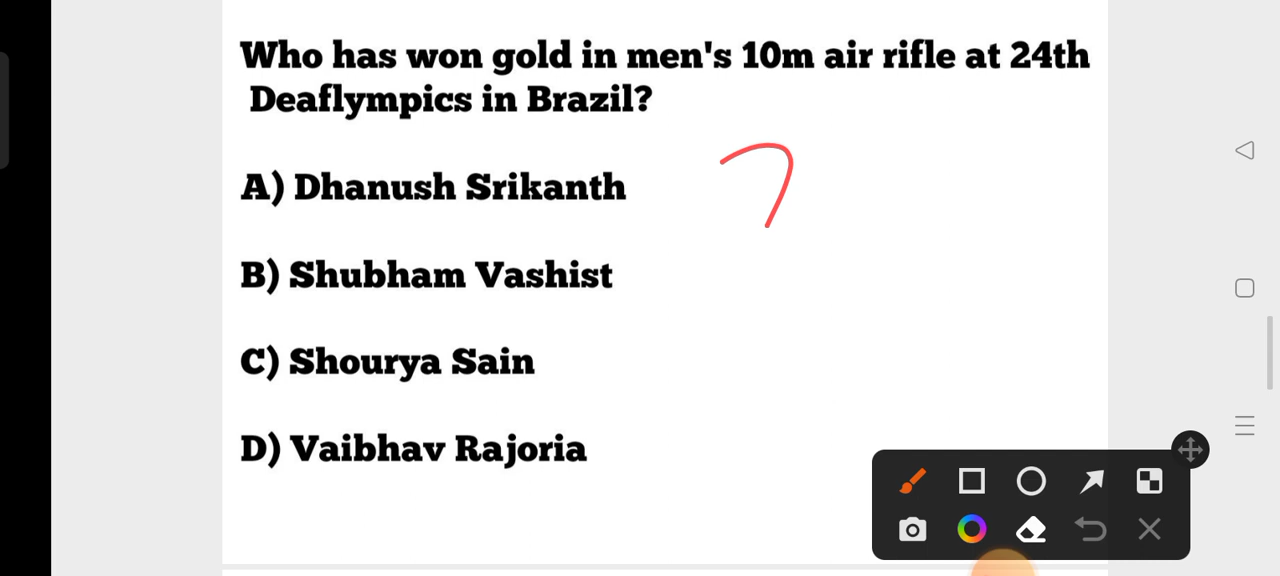 Who has won gold in men's 10m air rifle at 24th
Deaflympics in Brazil?
A) Dhanush Srikanth
B) Shubham Vashist
C) Shourya Sain
D) Vaibhav Rajoria